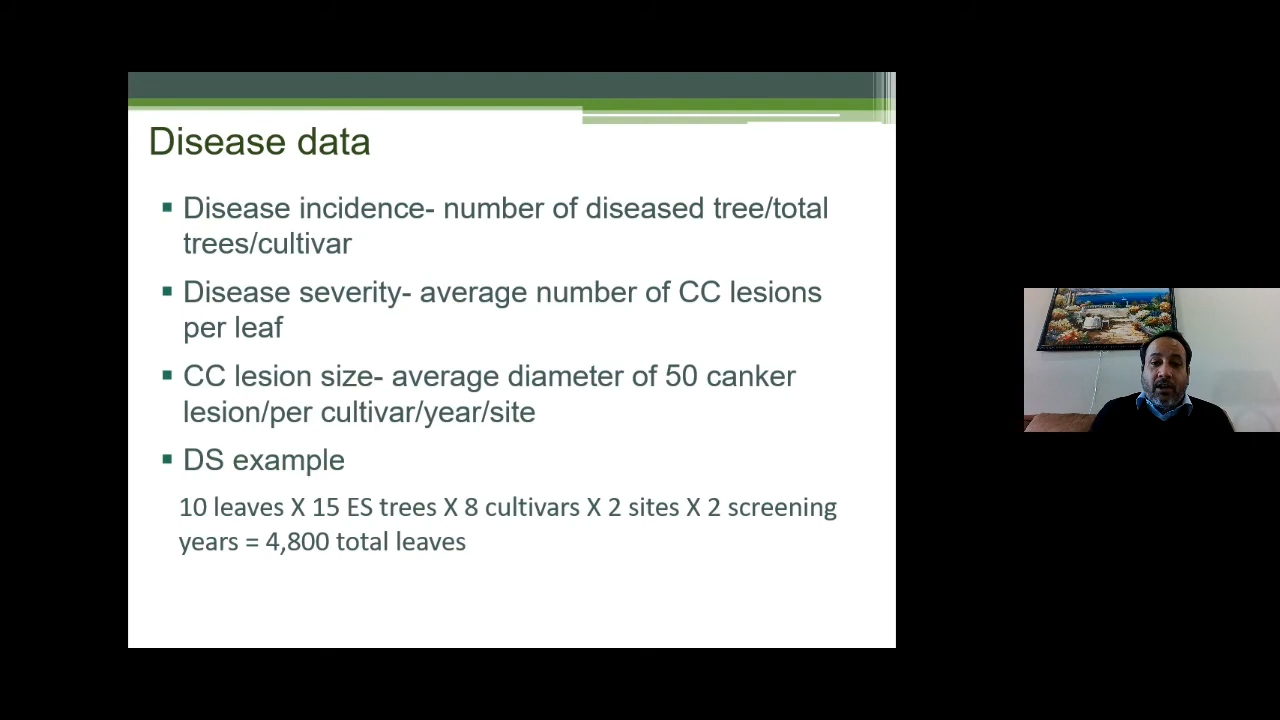 Disease data
▪ Disease incidence- number of diseased tree/total
trees/cultivar
▪ Disease severity- average number of CC lesions
per leaf
▪ CC lesion size- average diameter of 50 canker
lesion/per cultivar/year/site
▪ DS example
10 leaves X 15 ES trees X 8 cultivars X 2 sites X 2 screening
years = 4,800 total leaves